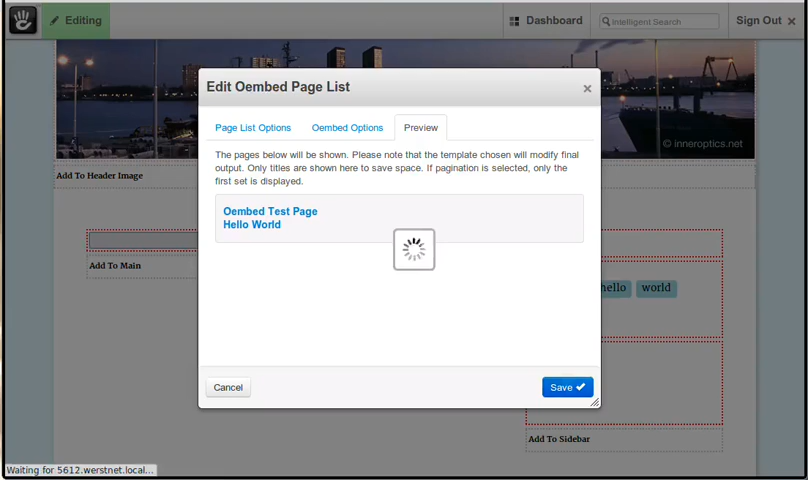 Editing
Dashboard
Intelligent Search
Sign Out
Edit Oembed Page List
Page List Options
Oembed Options
Preview
© inneroptics.net
The pages below will be shown. Please note that the template chosen will modify final
output. Only titles are shown here to save space. If pagination is selected, only the
first set is displayed.
Add To Header Image
Oembed Test Page
Hello World
Add To Main
hello
world
Cancel
Save
Add To Sidebar
Waiting for 5612.werstnet.local...